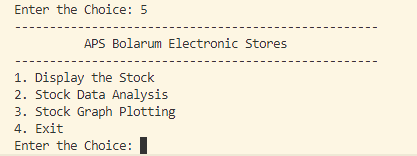 Enter the Choice: 5
----------------------------------------------------
APS Bolarum Electronic Stores
----------------------------------------------------
1. Display the Stock
2. Stock Data Analysis
3. Stock Graph Plotting
4. Exit
Enter the Choice: